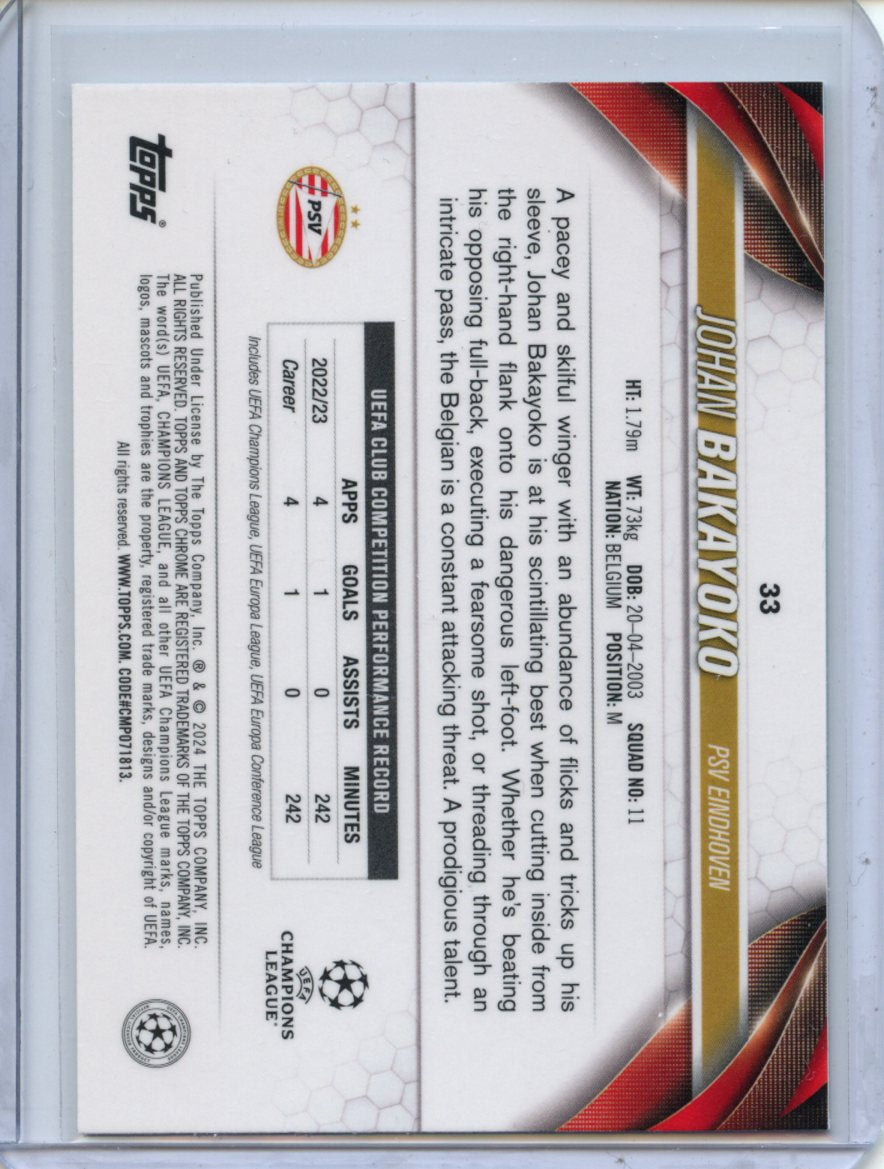 33
JOHAN BAKAYOKO PSV EINDHOVEN
HT: 1.79m WT: 73kg DOB: 20-04-2003 SQUAD NO: 11
NATION: BELGIUM POSITION: M
A pacey and skilful winger with an abundance of flicks and tricks up his
sleeve, Johan Bakayoko is at his scintillating best when cutting inside from
the right-hand flank onto his dangerous left-foot. Whether he's beating
his opposing full-back, executing a fearsome shot, or threading through an
intricate pass, the Belgian is a constant attacking threat. A prodigious talent.
PSV
UEFA CLUB COMPETITION PERFORMANCE RECORD
APPS GOALS ASSISTS MINUTES
2022/23 4 1 0 242
Career 4 1 0 242
Includes UEFA Champions League, UEFA Europa League, UEFA Europa Conference League
UEFA
CHAMPIONS
LEAGUE®
topps®
Published Under License by The Topps Company, Inc. ® & © 2024 THE TOPPS COMPANY, INC.
ALL RIGHTS RESERVED. TOPPS AND TOPPS CHROME ARE REGISTERED TRADEMARKS OF THE TOPPS COMPANY, INC.
The word(s) UEFA, CHAMPIONS LEAGUE, and all other UEFA Champions League marks, names,
logos, mascots and trophies are the property, registered trade marks, designs and/or copyright of UEFA.
All rights reserved. WWW.TOPPS.COM. CODE#CMP071813.